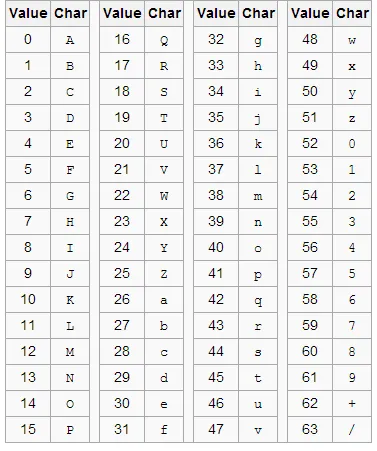 Value Char Value Char Value Char Value Char
0 A 16 Q 32 g 48 w
1 B 17 R 33 h 49 x
2 C 18 S 34 i 50 y
3 D 19 T 35 j 51 z
4 E 20 U 36 k 52 0
5 F 21 V 37 l 53 1
6 G 22 W 38 m 54 2
7 H 23 X 39 n 55 3
8 I 24 Y 40 o 56 4
9 J 25 Z 41 p 57 5
10 K 26 a 42 q 58 6
11 L 27 b 43 r 59 7
12 M 28 c 44 s 60 8
13 N 29 d 45 t 61 9
14 O 30 e 46 u 62 +
15 P 31 f 47 v 63 /